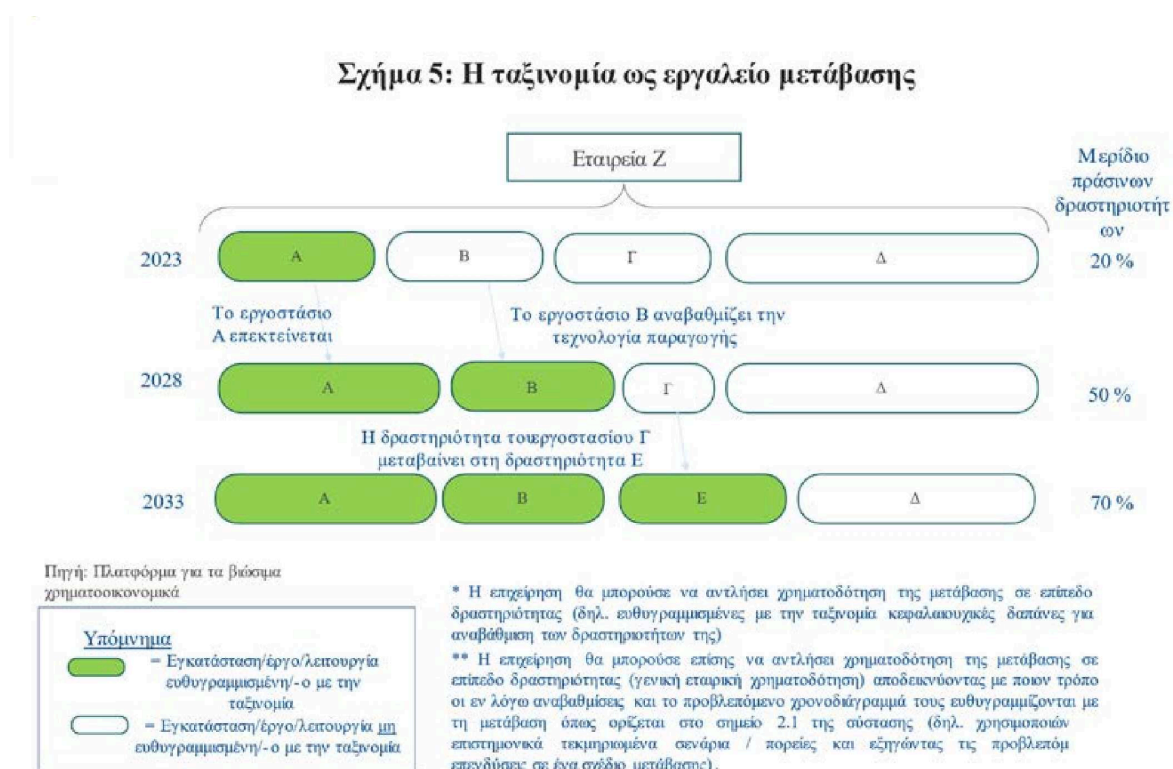 Σχήμα 5: Η ταξινομία ως εργαλείο μετάβασης
Εταιρεία Ζ
Μερίδιο
πράσινων
δραστηριοτήτ
ων
2023
Α
Β
Γ
Δ
20 %
Το εργοστάσιο
Α επεκτείνεται
Το εργοστάσιο Β αναβαθμίζει την
τεχνολογία παραγωγής
2028
Α
Β
Γ
Δ
50 %
Η δραστηριότητα τοιεργοστασίου Γ
μεταβαίνει στη δραστηριότητα Ε
2033
Α
Β
Ε
Δ
70 %
Πηγή: Πλατφόρμα για τα βιώσιμα
χρηματοοικονομικά
Υπόμνημα
= Εγκατάσταση/έργο/λειτουργία
ευθυγραμμισμένη/-ο με την
ταξινομία
= Εγκατάσταση/έργο/λειτουργία μη
ευθυγραμμισμένη/-ο με την ταξινομία
* Η επιχείρηση θα μπορούσε να αντλήσει χρηματοδότηση της μετάβασης σε επίπεδο
δραστηριότητας (δηλ. ευθυγραμμισμένες με την ταξινομία κεφαλαιουχικές δαπάνες για
αναβάθμιση των δραστηριοτήτων της)
** Η επιχείρηση θα μπορούσε επίσης να αντλήσει χρηματοδότηση της μετάβασης σε
επίπεδο δραστηριότητας (γενική εταιρική χρηματοδότηση) αποδεικνύοντας με ποιον τρόπο
οι εν λόγω αναβαθμίσεις και το προβλεπόμενο χρονοδιάγραμμά τους ευθυγραμμίζονται με
τη μετάβαση όπως ορίζεται στο σημείο 2.1 της σύστασης (δηλ. χρησιμοποιών
επιστημονικά τεκμηριωμένα σενάρια / πορείες και εξηγώντας τις προβλεπόμ
επενδύσεις σε ένα σχέδιο μετάβασης).